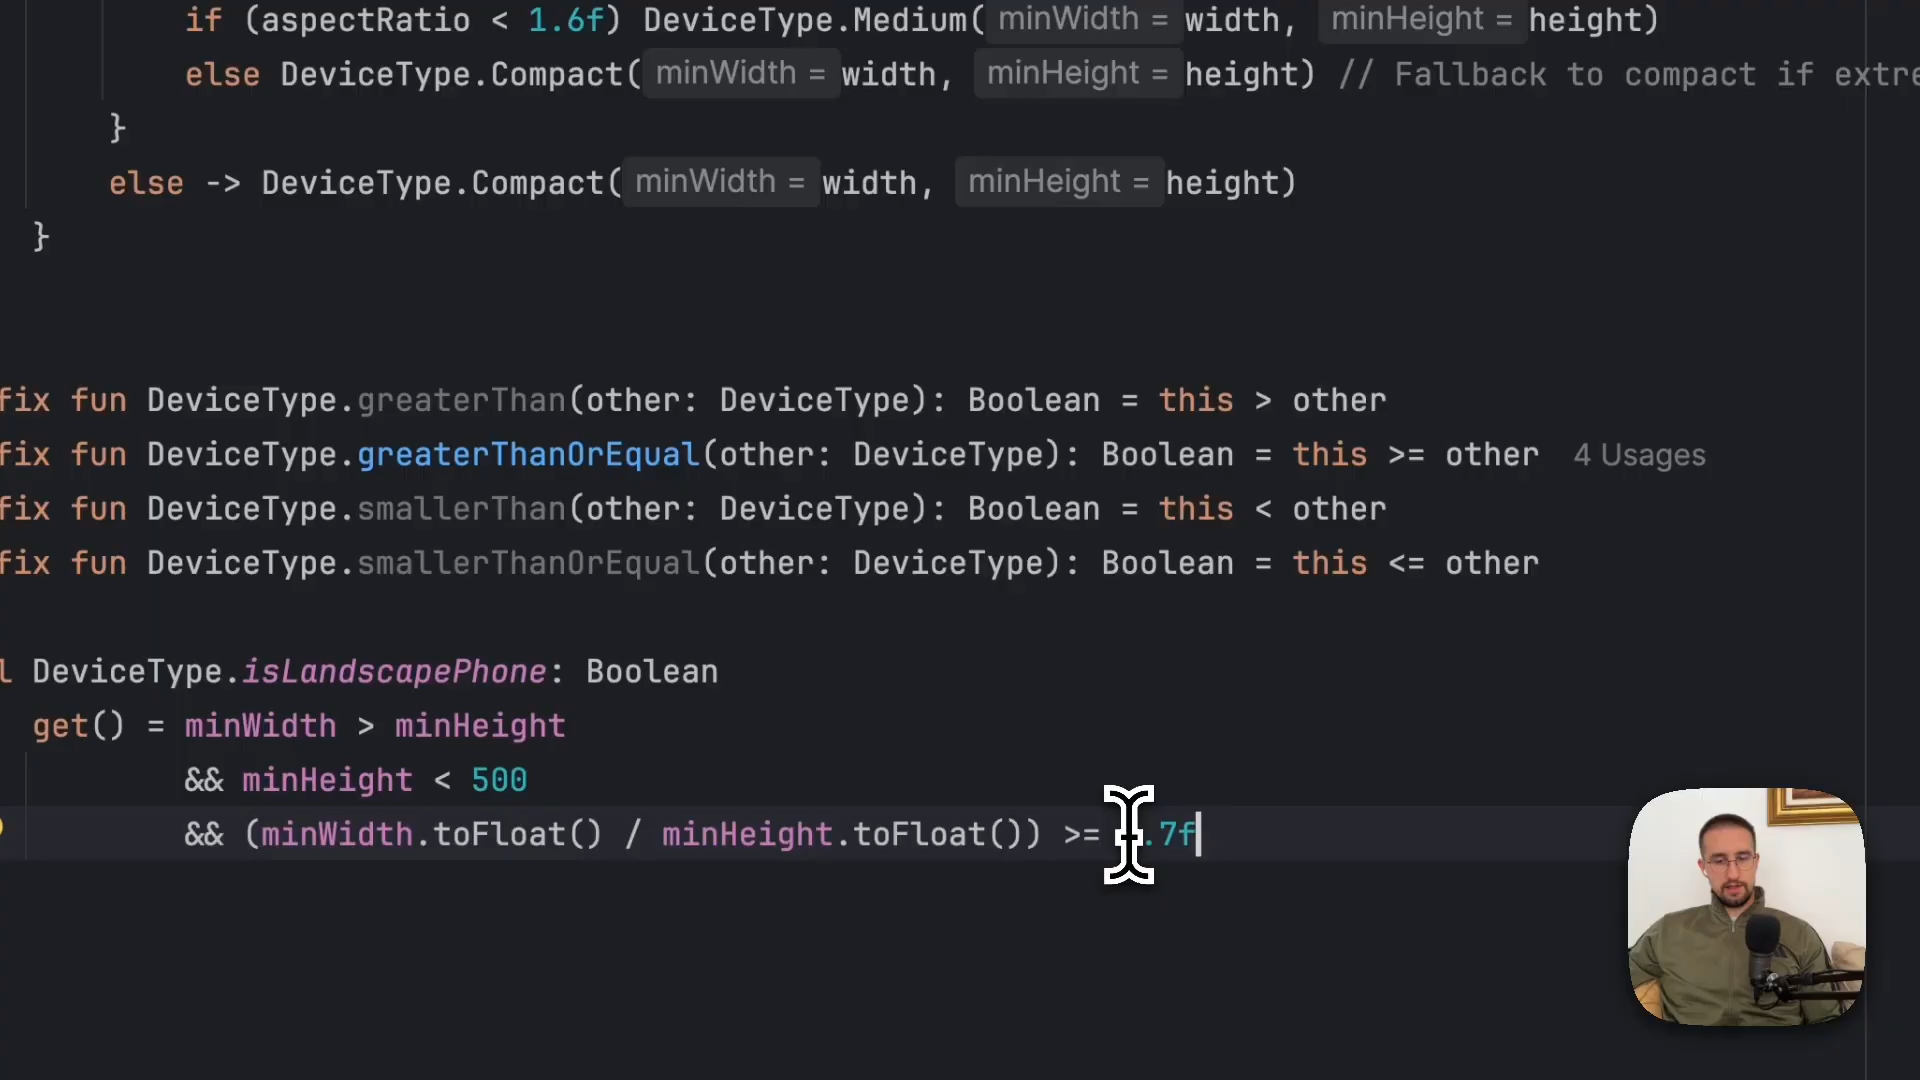 if (aspectRatio < 1.6f) DeviceType.Medium( minWidth = width, minHeight = height)
else DeviceType.Compact( minWidth = width, minHeight = height) // Fallback to compact if extre
}
else -> DeviceType.Compact( minWidth = width, minHeight = height)
}
fix fun DeviceType.greaterThan(other: DeviceType): Boolean = this > other
fix fun DeviceType.greaterThanOrEqual(other: DeviceType): Boolean = this >= other 4 Usages
fix fun DeviceType.smallerThan(other: DeviceType): Boolean = this < other
fix fun DeviceType.smallerThanOrEqual(other: DeviceType): Boolean = this <= other
l DeviceType.isLandscapePhone: Boolean
get() = minWidth > minHeight
&& minHeight < 500
&& (minWidth.toFloat() / minHeight.toFloat()) >= .7f